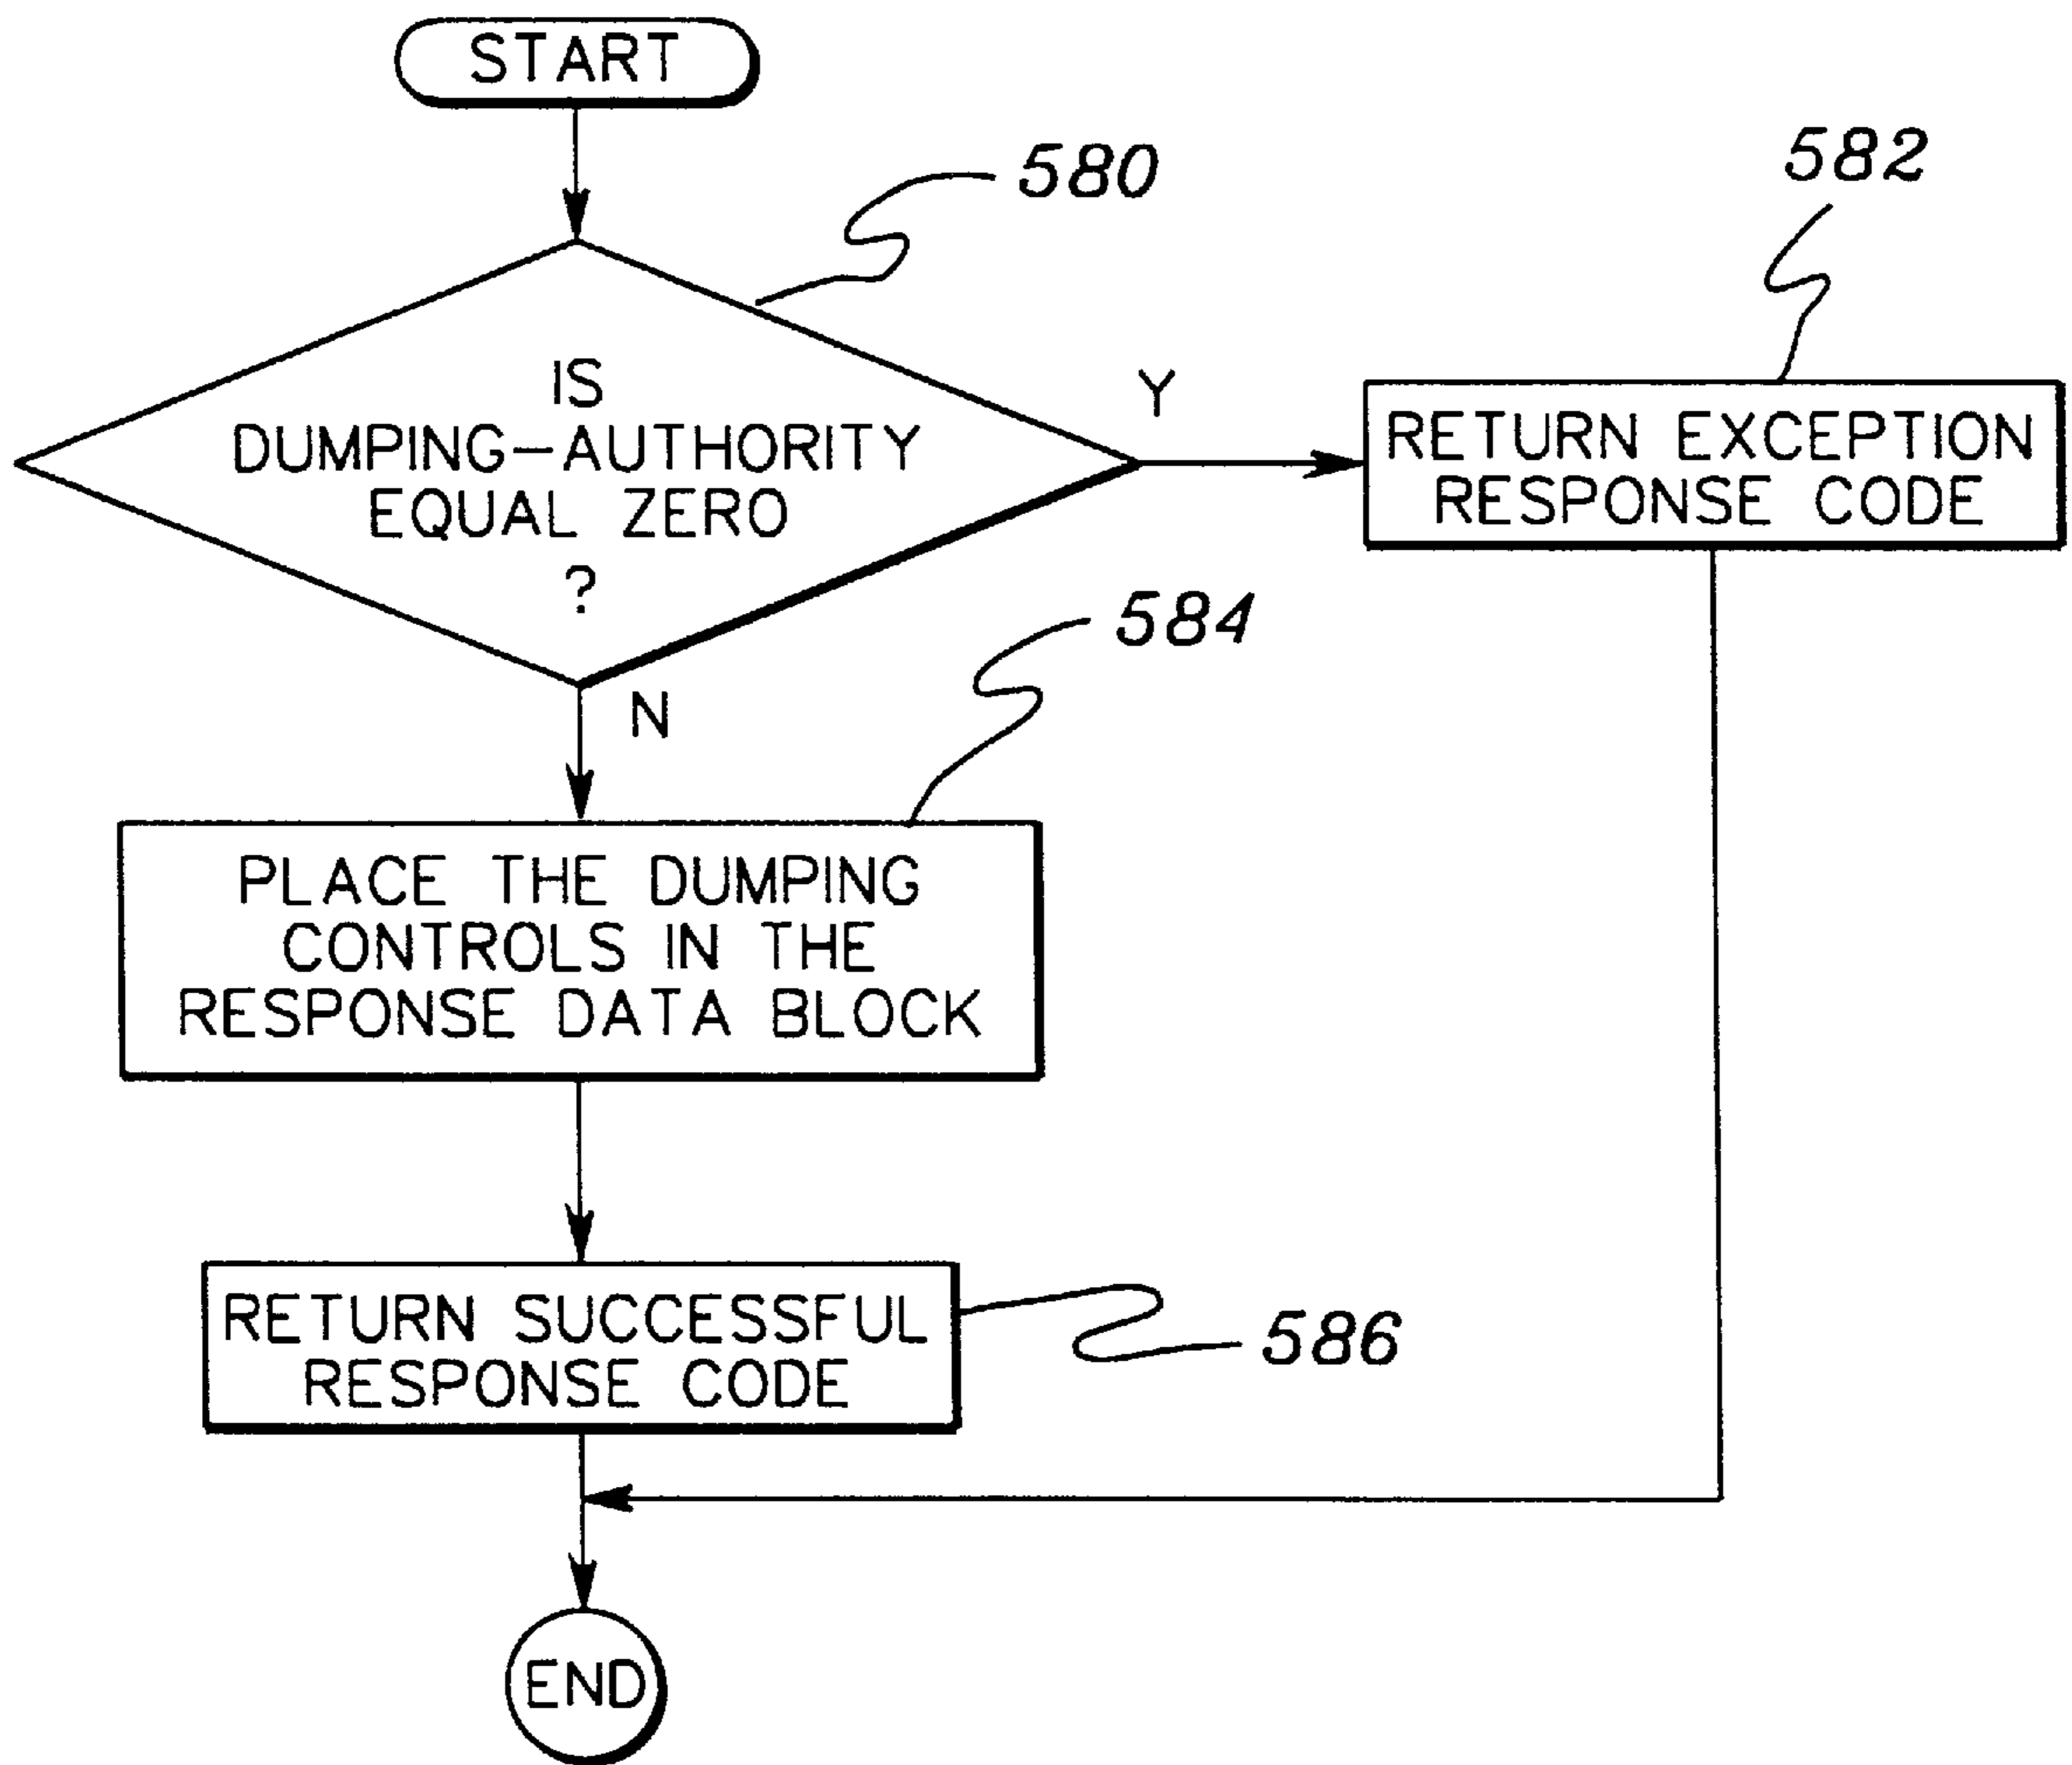 START
580
582
IS
DUMPING-AUTHORITY
EQUAL ZERO
?
Y
RETURN EXCEPTION
RESPONSE CODE
N
584
PLACE THE DUMPING
CONTROLS IN THE
RESPONSE DATA BLOCK
RETURN SUCCESSFUL
RESPONSE CODE
586
END